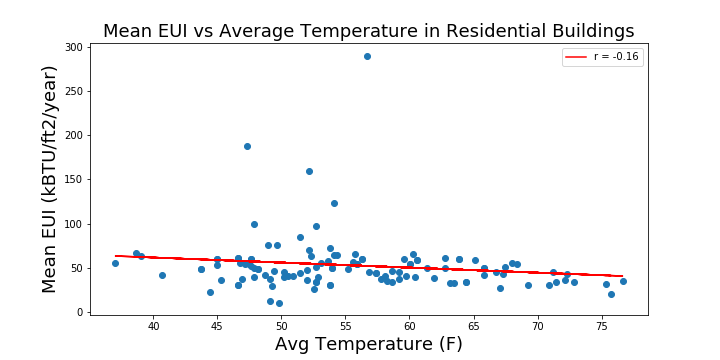 Mean EUI vs Average Temperature in Residential Buildings
r = -0.16
300
250
200
150
100
50
0
Mean EUI (kBTU/ft2/year)
40 45 50 55 60 65 70 75
Avg Temperature (F)